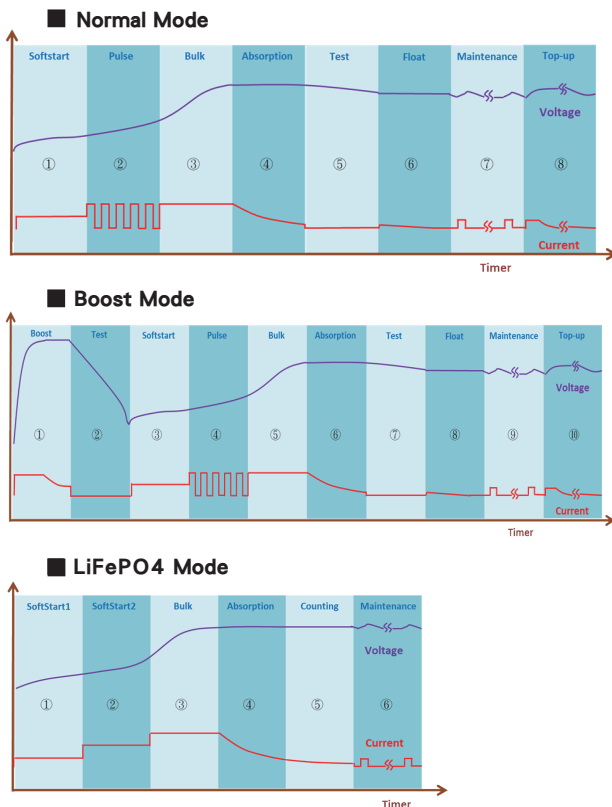 ■ Normal Mode
Softstart Pulse Bulk Absorption Test Float Maintenance Top-up
Voltage
① ② ③ ④ ⑤ ⑥ ⑦ ⑧
Current
Timer
■ Boost Mode
Boost Test Softstart Pulse Bulk Absorption Test Float Maintenance Top-up
Voltage
① ② ③ ④ ⑤ ⑥ ⑦ ⑧ ⑨ ⑩
Current
Timer
■ LiFePO4 Mode
SoftStart1 SoftStart2 Bulk Absorption Counting Maintenance
Voltage
① ② ③ ④ ⑤ ⑥
Current
Timer